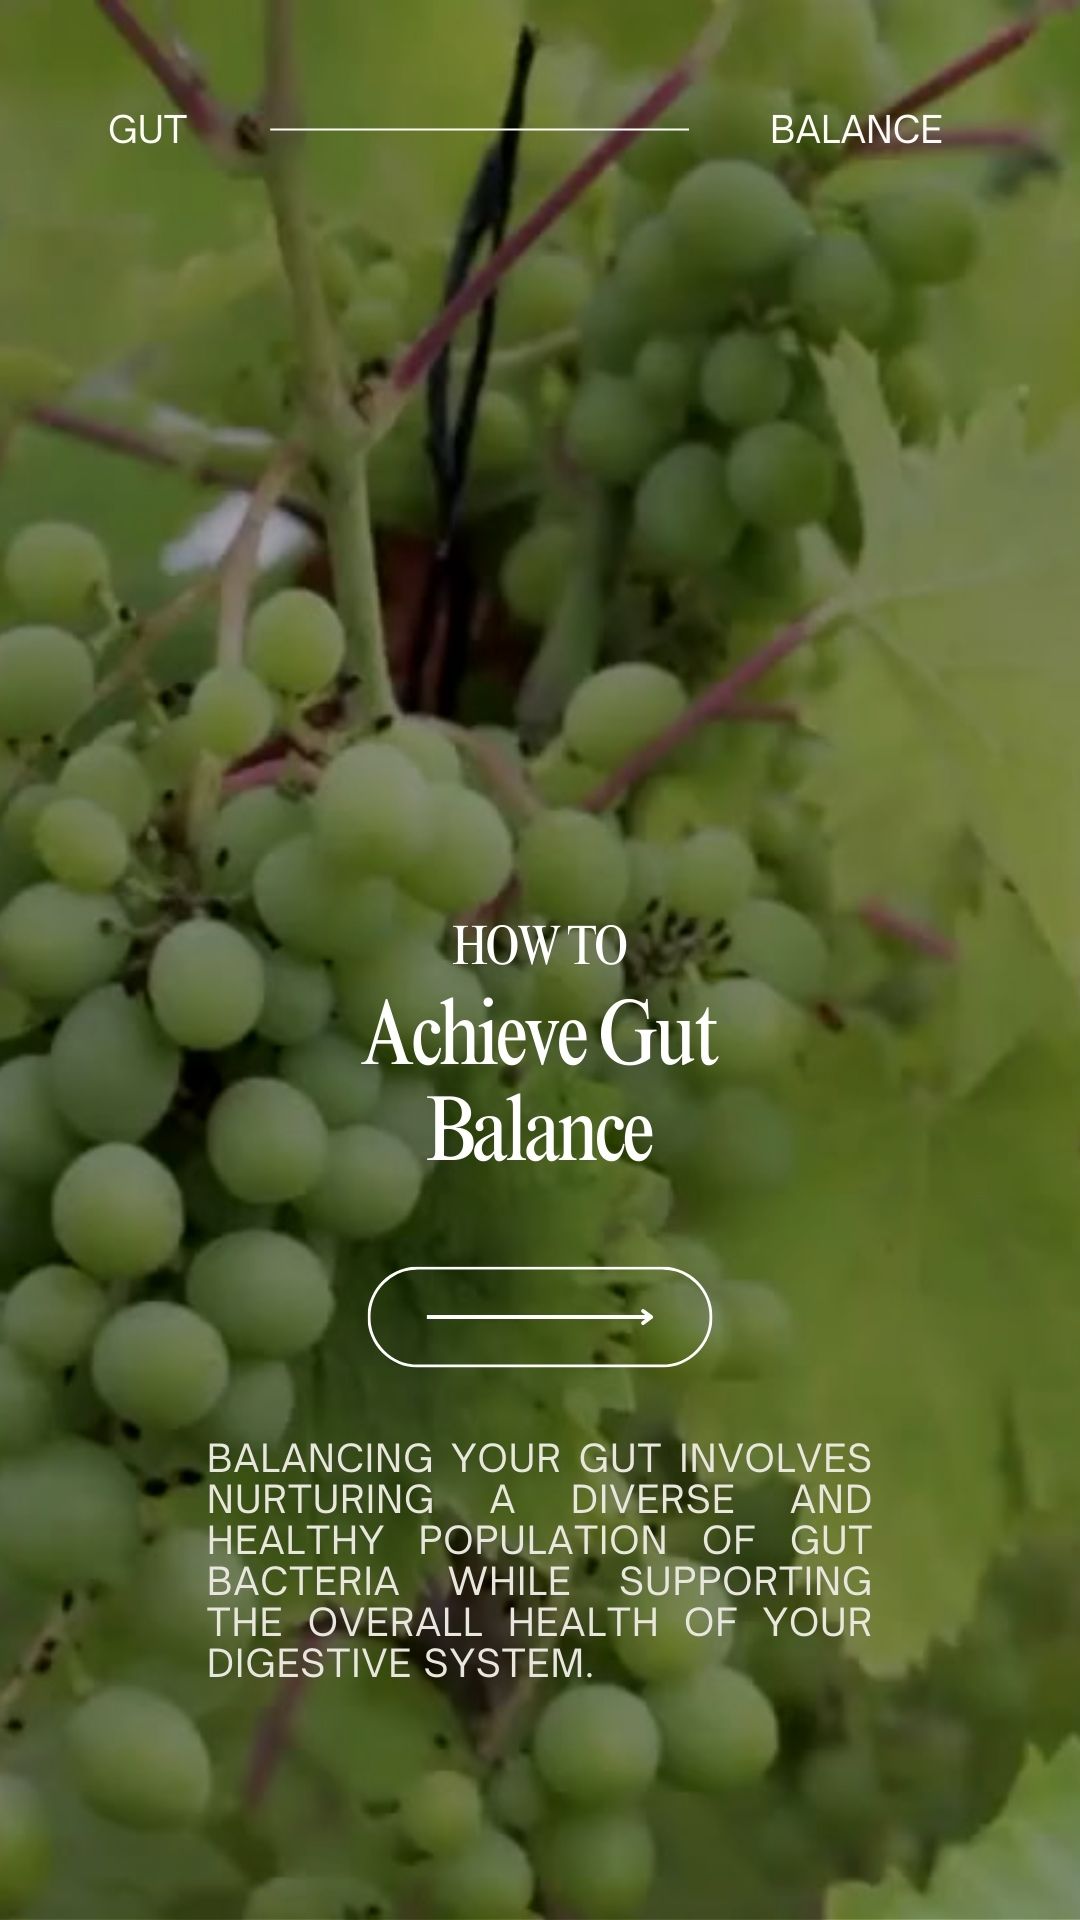 GUT BALANCE
HOW TO
Achieve Gut
Balance
BALANCING YOUR GUT INVOLVES
NURTURING A DIVERSE AND
HEALTHY POPULATION OF GUT
BACTERIA WHILE SUPPORTING
THE OVERALL HEALTH OF YOUR
DIGESTIVE SYSTEM.